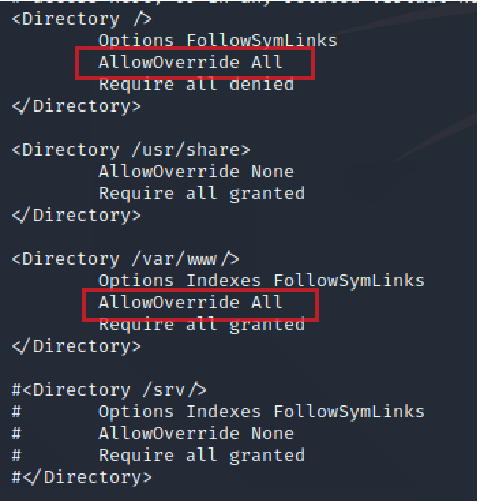 <Directory />
        Options FollowSymLinks
        AllowOverride All
        Require all denied
</Directory>

<Directory /usr/share>
        AllowOverride None
        Require all granted
</Directory>

<Directory /var/www/>
        Options Indexes FollowSymLinks
        AllowOverride All
        Require all granted
</Directory>

#<Directory /srv/>
#       Options Indexes FollowSymLinks
#       AllowOverride None
#       Require all granted
#</Directory>